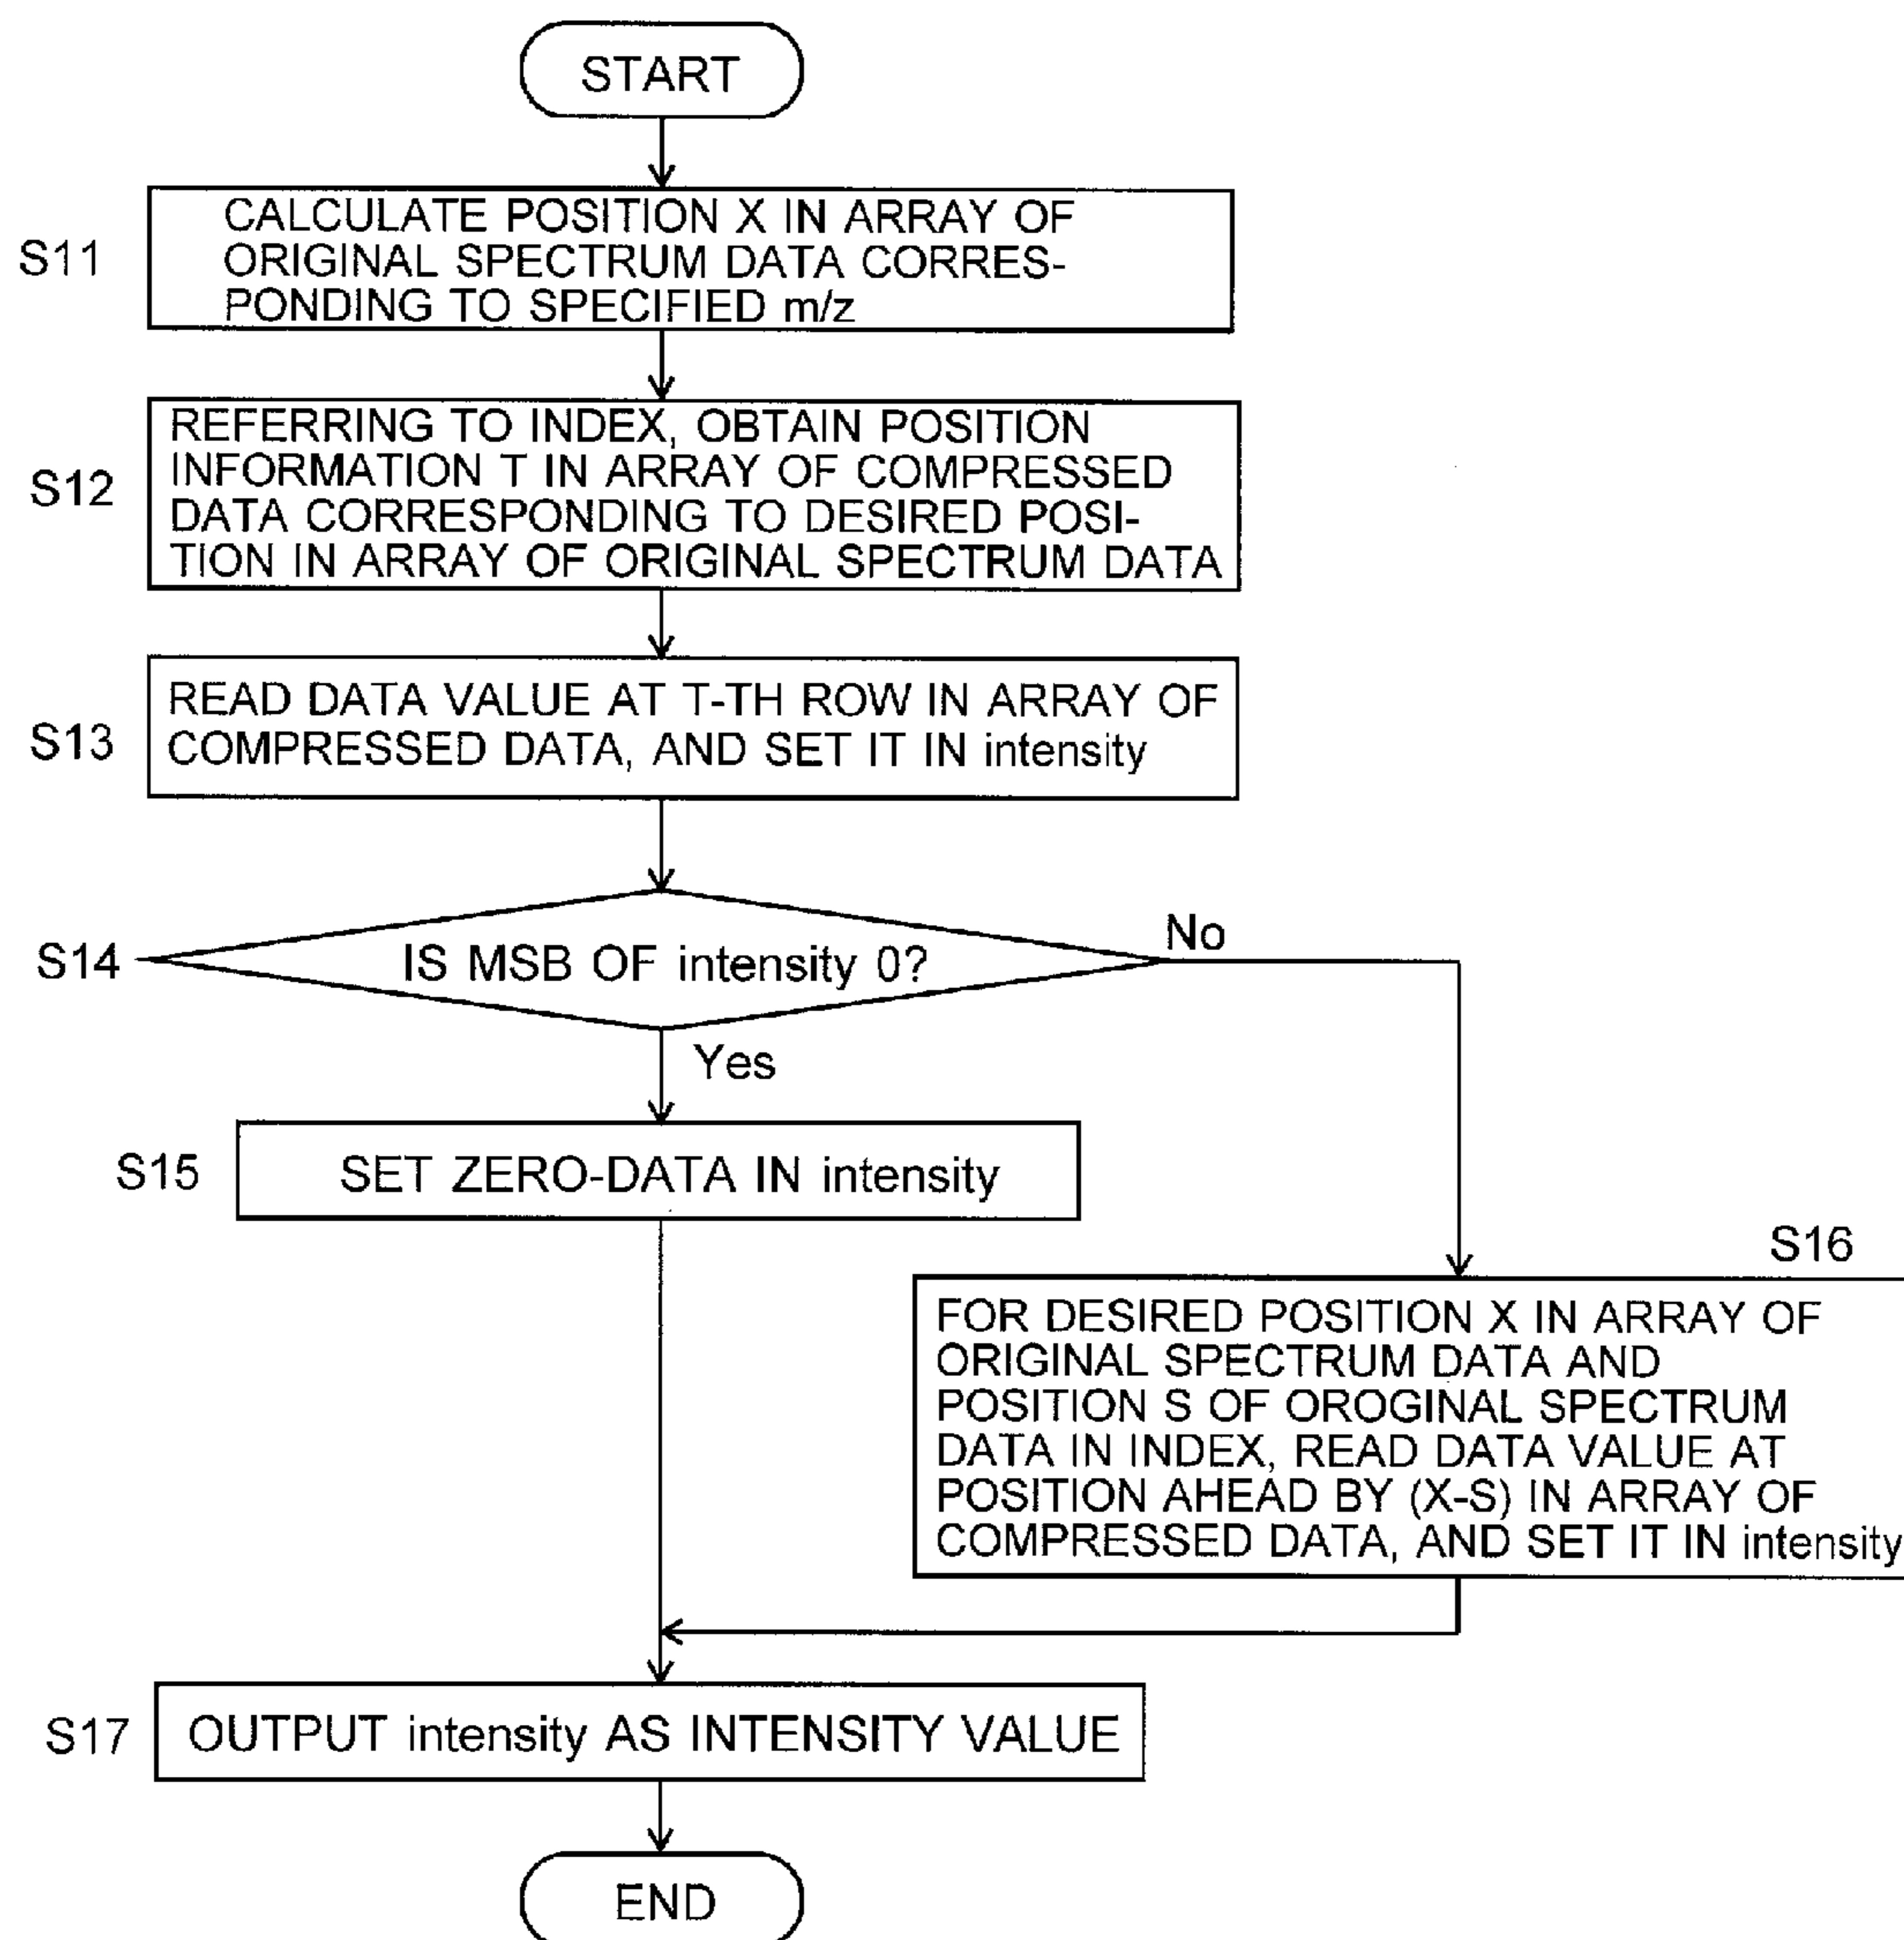 START
S11
CALCULATE POSITION X IN ARRAY OF
ORIGINAL SPECTRUM DATA CORRES-
PONDING TO SPECIFIED m/z
S12
REFERRING TO INDEX, OBTAIN POSITION
INFORMATION T IN ARRAY OF COMPRESSED
DATA CORRESPONDING TO DESIRED POSI-
TION IN ARRAY OF ORIGINAL SPECTRUM DATA
S13
READ DATA VALUE AT T-TH ROW IN ARRAY OF
COMPRESSED DATA, AND SET IT IN intensity
S14
IS MSB OF intensity 0?
No
Yes
S15
SET ZERO-DATA IN intensity
S16
FOR DESIRED POSITION X IN ARRAY OF
ORIGINAL SPECTRUM DATA AND
POSITION S OF OROGINAL SPECTRUM
DATA IN INDEX, READ DATA VALUE AT
POSITION AHEAD BY (X-S) IN ARRAY OF
COMPRESSED DATA, AND SET IT IN intensity
S17
OUTPUT intensity AS INTENSITY VALUE
END